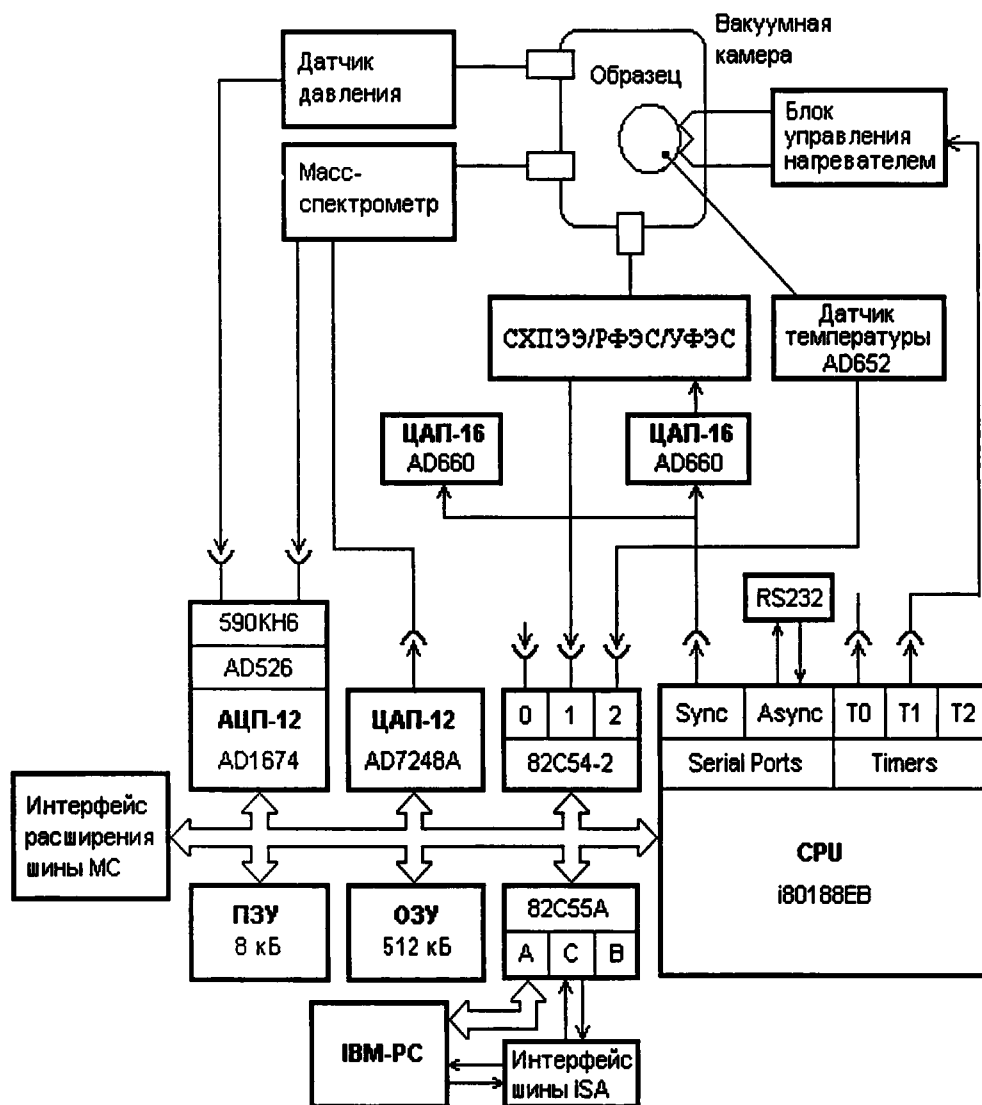 Вакуумная
камера
Датчик
давления
Образец
Блок
управления
нагревателем
Масс-
спектрометр
СХПЭЭ/РФЭС/УФЭС
Датчик
температуры
AD652
ЦАП-16
AD660
ЦАП-16
AD660
RS232
590КН6
AD526
АЦП-12
AD1674
ЦАП-12
AD7248A
0 1 2
82C54-2
Sync Async T0 T1 T2
Serial Ports Timers
CPU
i80188EB
Интерфейс
расширения
шины МС
ПЗУ
8 кБ
ОЗУ
512 кБ
82C55A
A C B
IBM-PC
Интерфейс
шины ISA